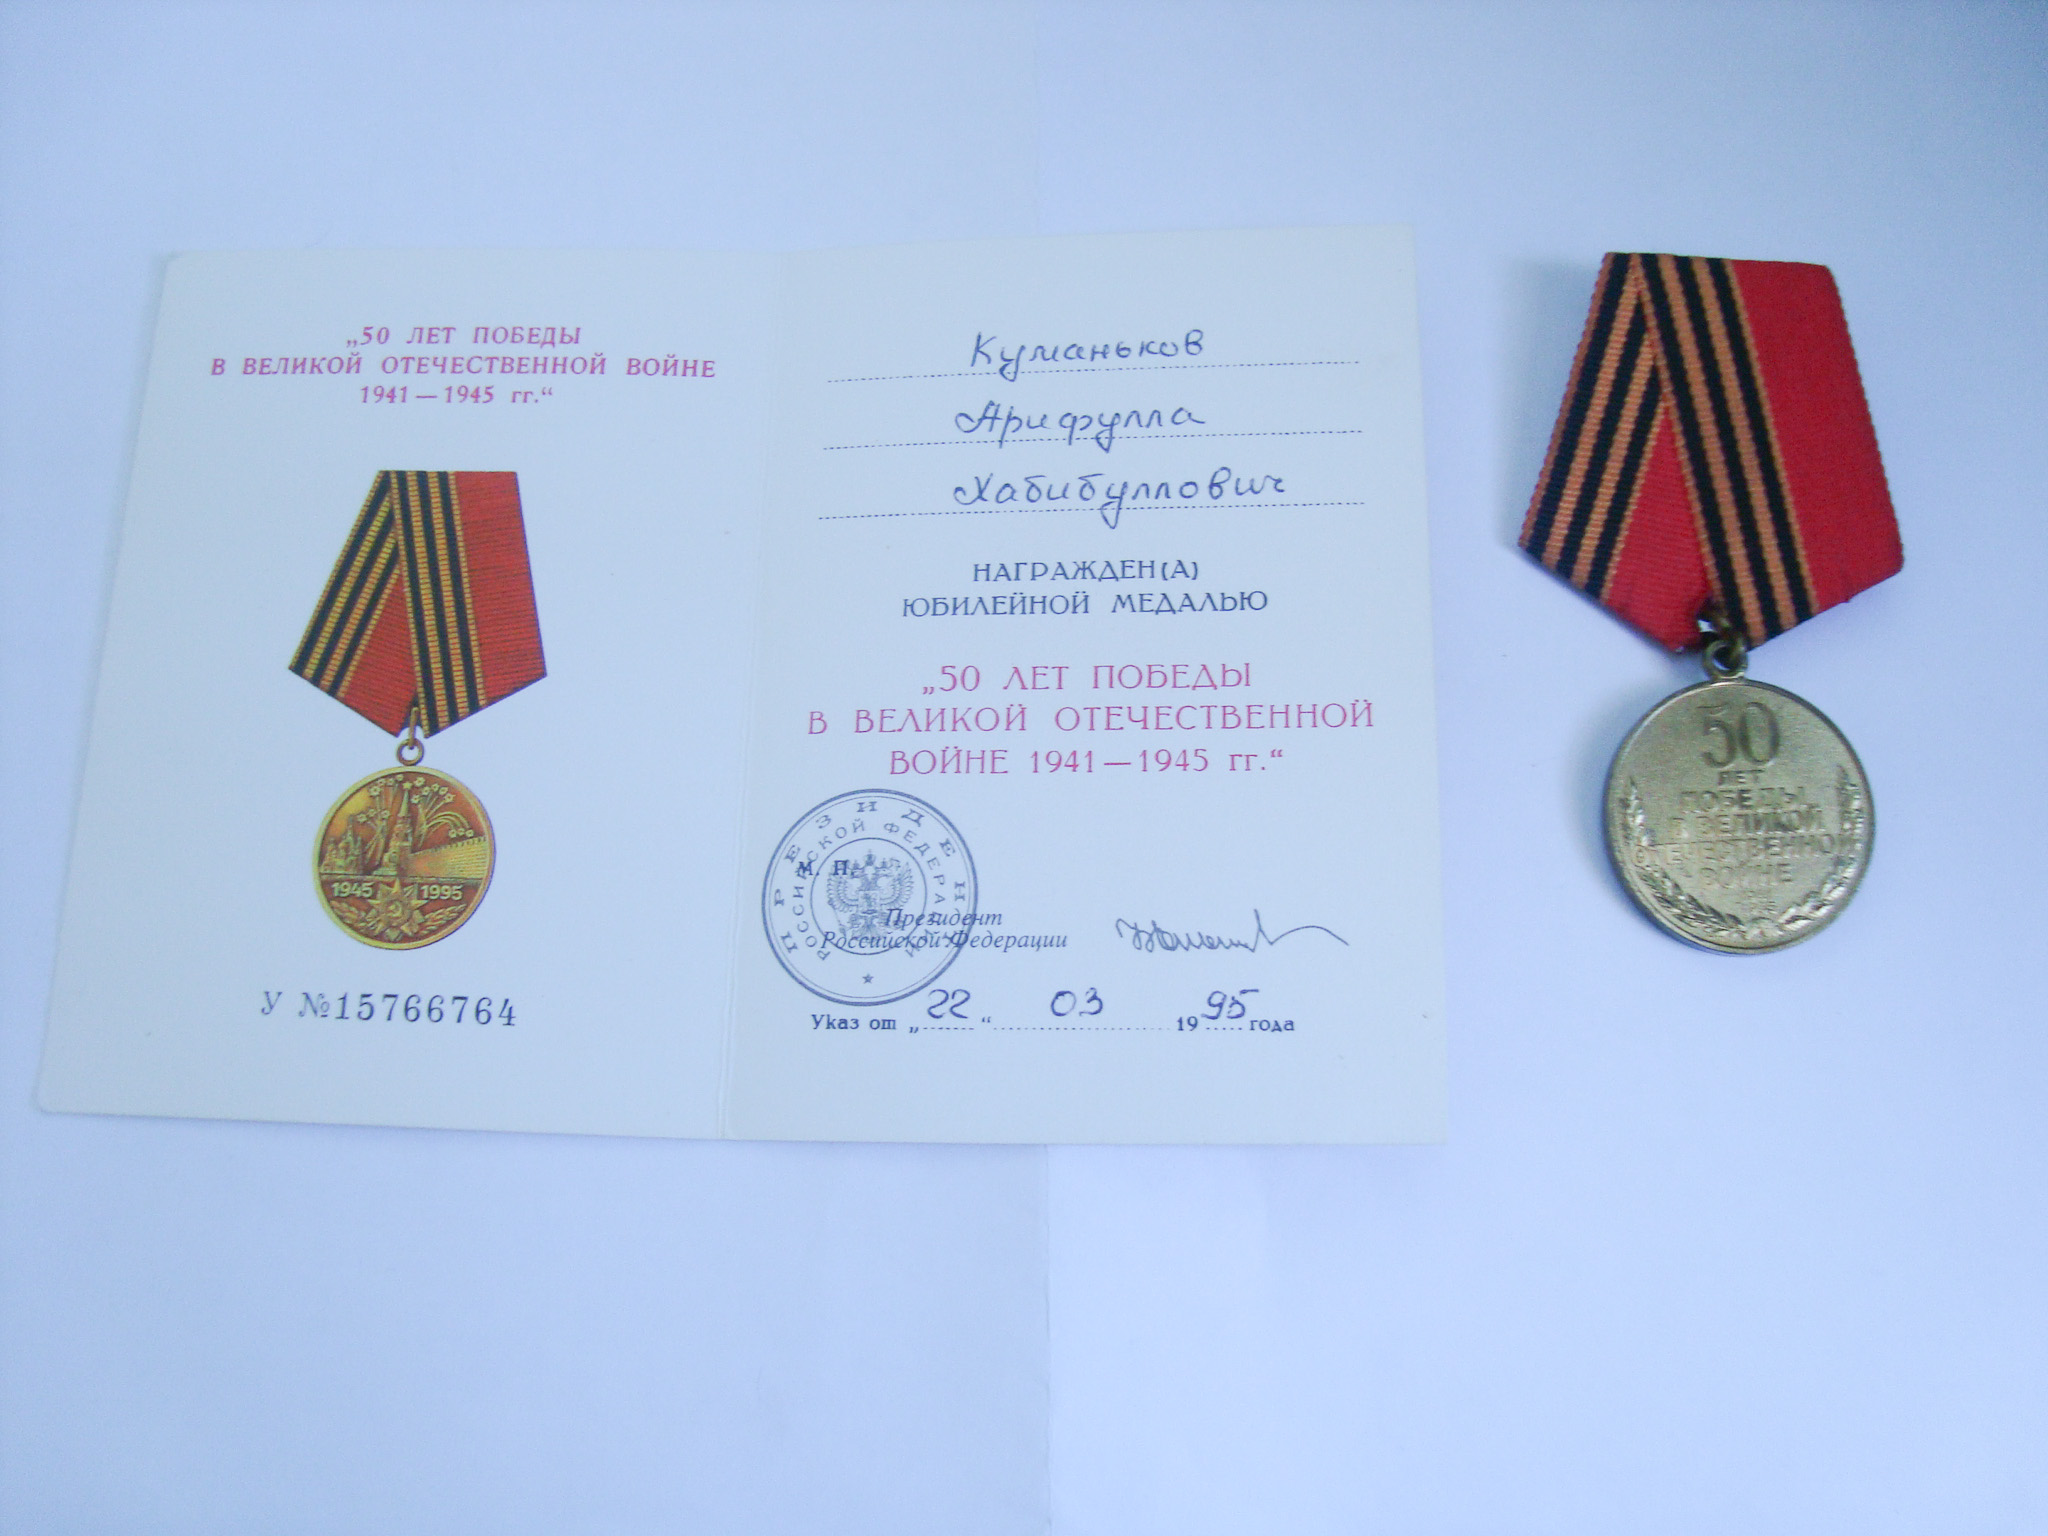 „50 ЛЕТ ПОБЕДЫ
В ВЕЛИКОЙ ОТЕЧЕСТВЕННОЙ ВОЙНЕ
1941 — 1945 гг.“
1945 1995
У №15766764
Куманьков
Арифулла
Хабибуллович
НАГРАЖДЕН(А)
ЮБИЛЕЙНОЙ МЕДАЛЬЮ
„50 ЛЕТ ПОБЕДЫ
В ВЕЛИКОЙ ОТЕЧЕСТВЕННОЙ
ВОЙНЕ 1941 — 1945 гг.“
ПРЕЗИДЕНТ
РОССИЙСКОЙ ФЕДЕРАЦИИ
М. П.
Президент
Российской Федерации
Указ от „22“ 03 1995 года
50
ЛЕТ
ПОБЕДЫ
В ВЕЛИКОЙ
ОТЕЧЕСТВЕННОЙ
ВОЙНЕ